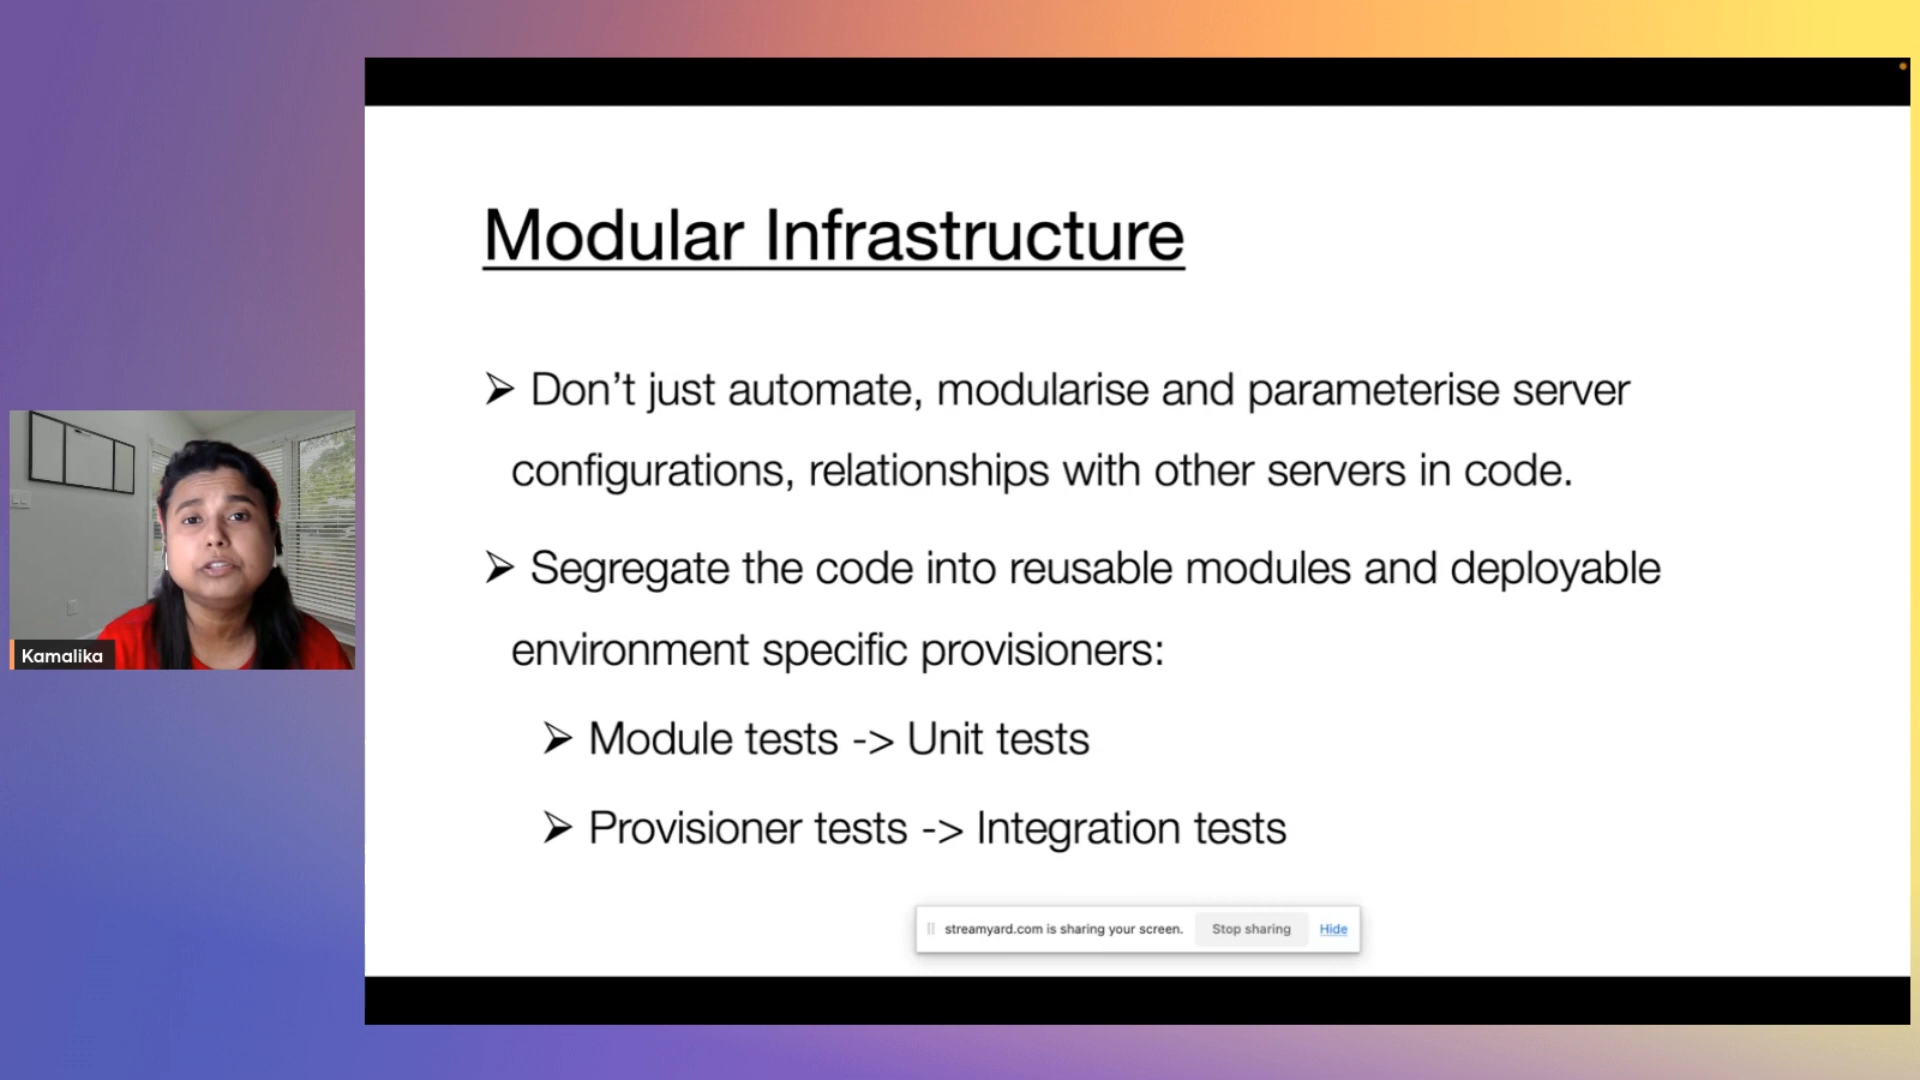 Modular Infrastructure
➢ Don’t just automate, modularise and parameterise server
configurations, relationships with other servers in code.
➢ Segregate the code into reusable modules and deployable
environment specific provisioners:
➢ Module tests -> Unit tests
➢ Provisioner tests -> Integration tests
Kamalika
streamyard.com is sharing your screen. Stop sharing Hide